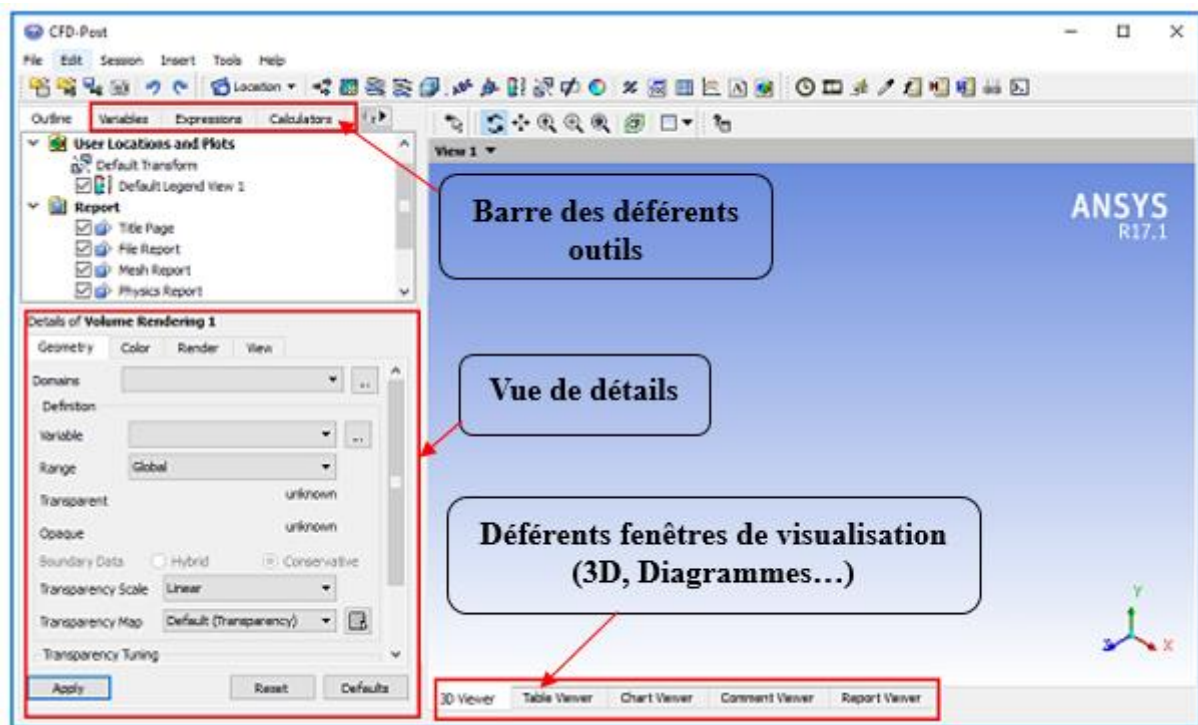 CFD-Post
File Edit Session Insert Tools Help
Location
Outline Variables Expressions Calculators
User Locations and Plots
Default Transform
Default Legend View 1
Report
Title Page
File Report
Mesh Report
Physics Report
View 1
ANSYS
R17.1
Barre des déférents
outils
Details of Volume Rendering 1
Geometry Color Render View
Domains
Definition
Variable
Range Global
Transparent unknown
Opaque unknown
Boundary Data Hybrid Conservative
Transparency Scale Linear
Transparency Map Default (Transparency)
Transparency Tuning
Apply Reset Defaults
Vue de détails
Déférents fenêtres de visualisation
(3D, Diagrammes…)
Y
X
Z
3D Viewer Table Viewer Chart Viewer Comment Viewer Report Viewer